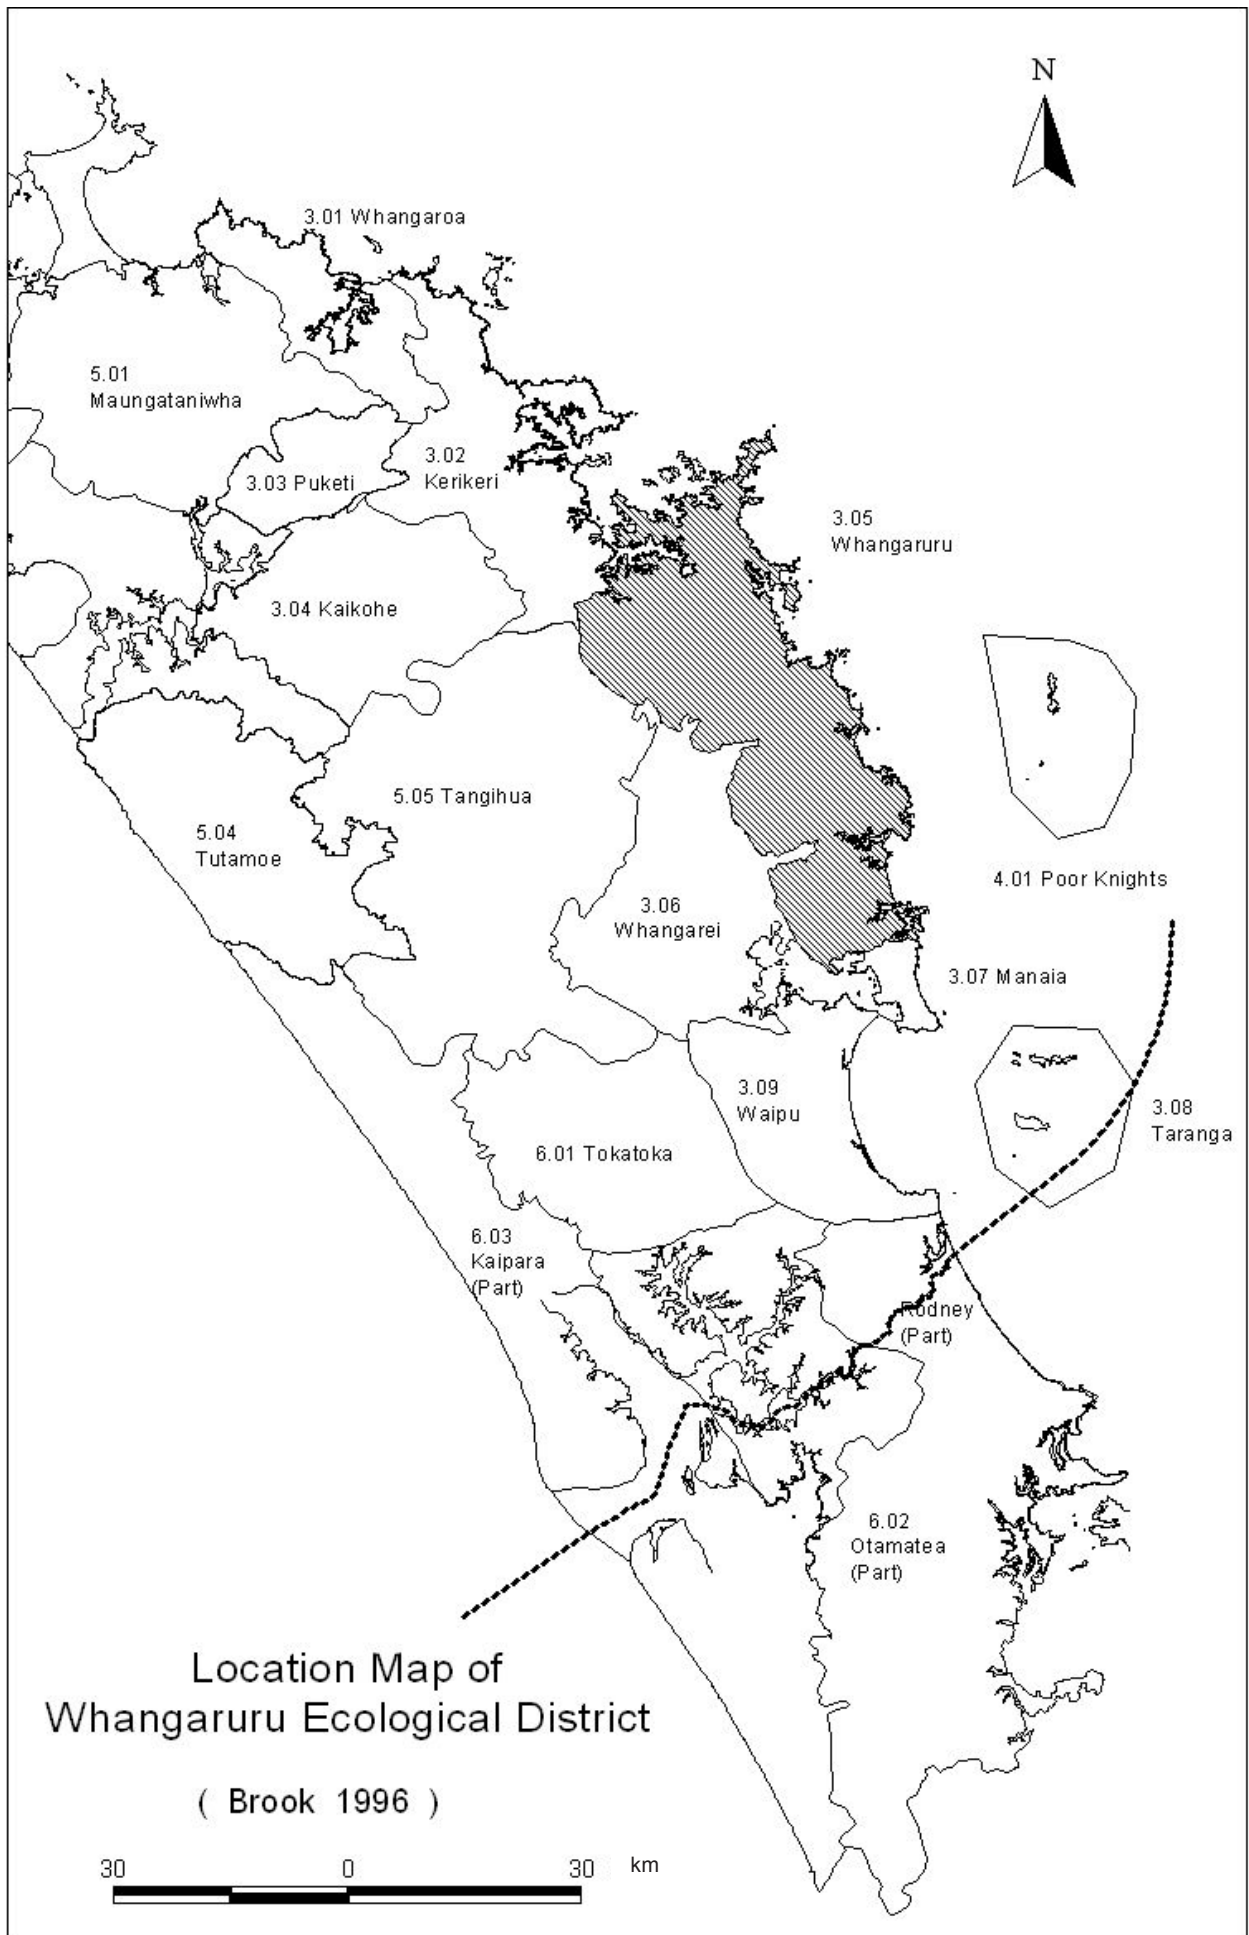 N
3.01 Whangaroa
5.01
Maungataniwha
3.02
Kerikeri
3.03 Puketi
3.05
Whangaruru
3.04 Kaikohe
5.05 Tangihua
5.04
Tutamoe
4.01 Poor Knights
3.06
Whangarei
3.07 Manaia
3.09
Waipu
3.08
Taranga
6.01 Tokatoka
6.03
Kaipara
(Part)
Rodney
(Part)
6.02
Otamatea
(Part)
Location Map of
Whangaruru Ecological District
( Brook 1996 )
30 0 30 km